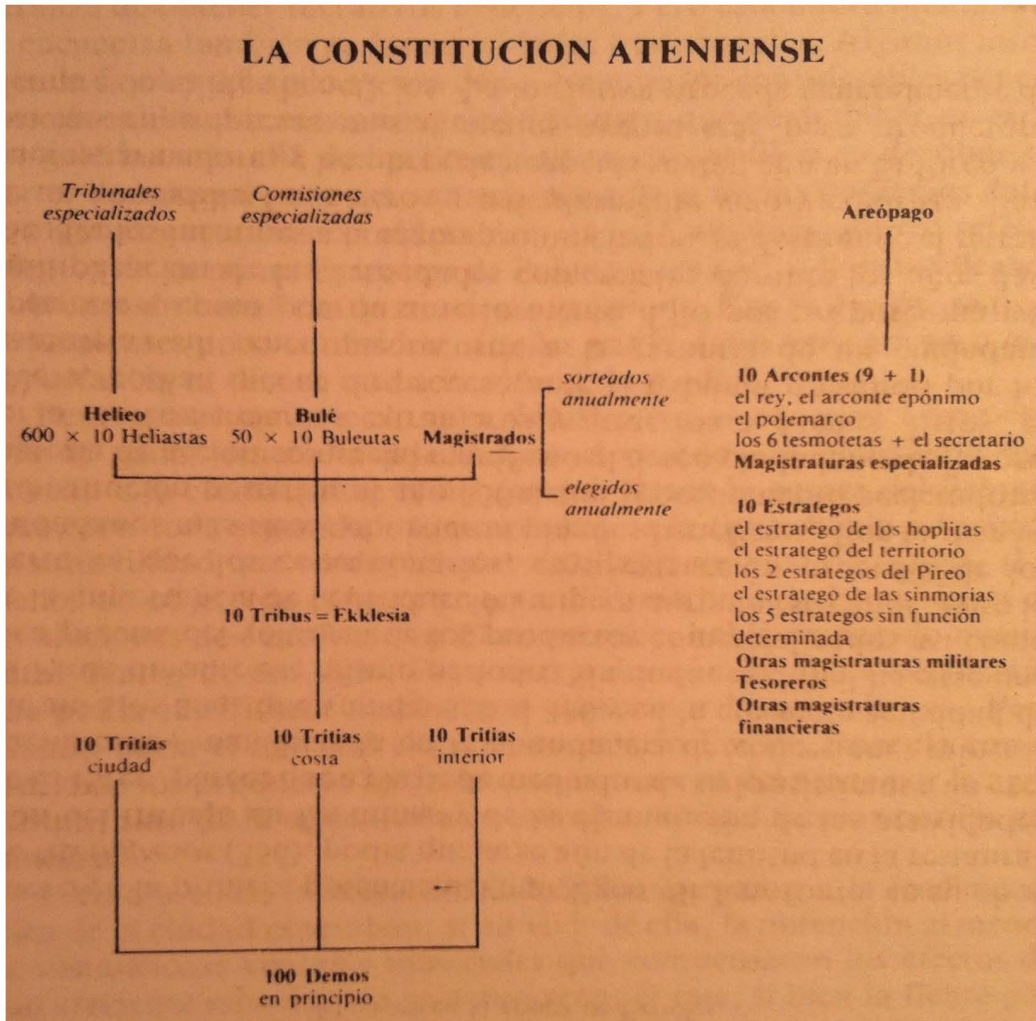 LA CONSTITUCION ATENIENSE
Tribunales
especializados
Comisiones
especializadas
Areópago
Helieo
600 × 10 Heliastas
Bulé
50 × 10 Buleutas
Magistrados
sorteados
anualmente
elegidos
anualmente
10 Arcontes (9 + 1)
el rey, el arconte epónimo
el polemarco
los 6 tesmotetas + el secretario
Magistraturas especializadas
10 Estrategos
el estratego de los hoplitas
el estratego del territorio
los 2 estrategos del Pireo
el estratego de las sinmorias
los 5 estrategos sin función
determinada
Otras magistraturas militares
Tesoreros
Otras magistraturas
financieras
10 Tribus = Ekklesia
10 Tritias
ciudad
10 Tritias
costa
10 Tritias
interior
100 Demos
en principio